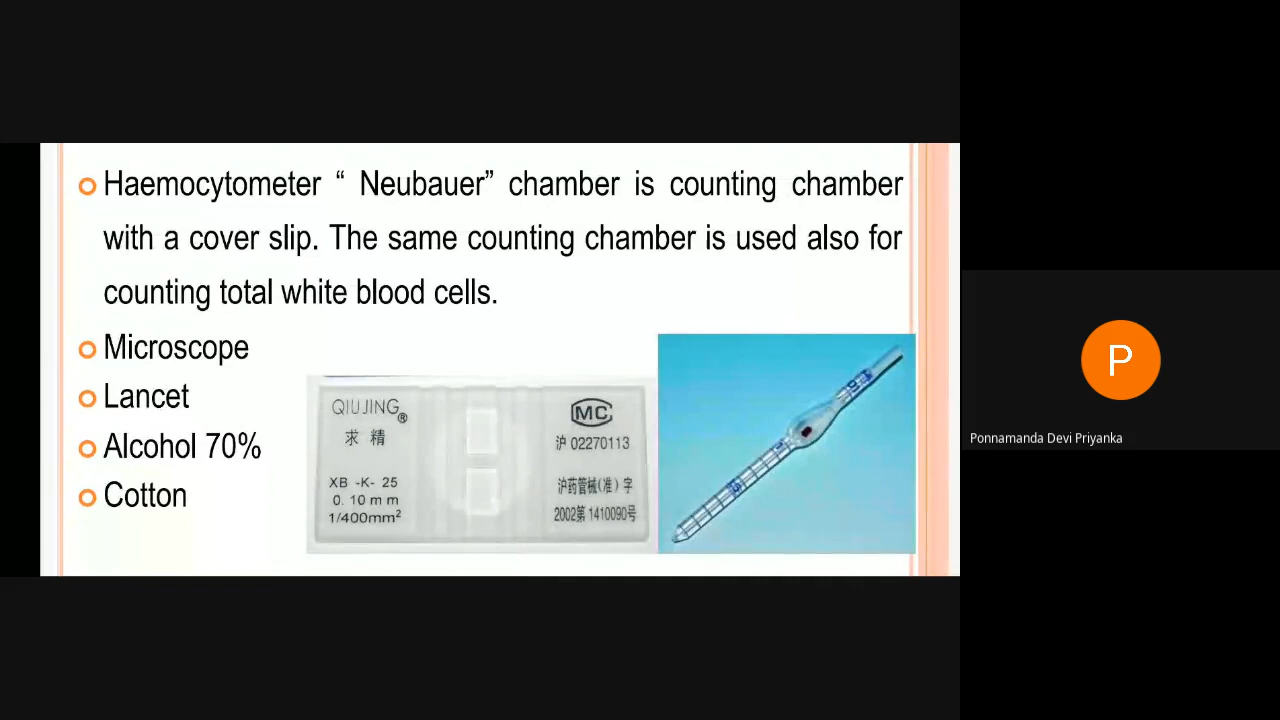 Haemocytometer “ Neubauer” chamber is counting chamber
with a cover slip. The same counting chamber is used also for
counting total white blood cells.
Microscope
Lancet
Alcohol 70%
Cotton
QIUJING®
求 精
XB -K- 25
0. 10 m m
1/400mm²
MC
沪 02270113
沪药管械(准)字
2002第 1410090号
P
Ponnamanda Devi Priyanka